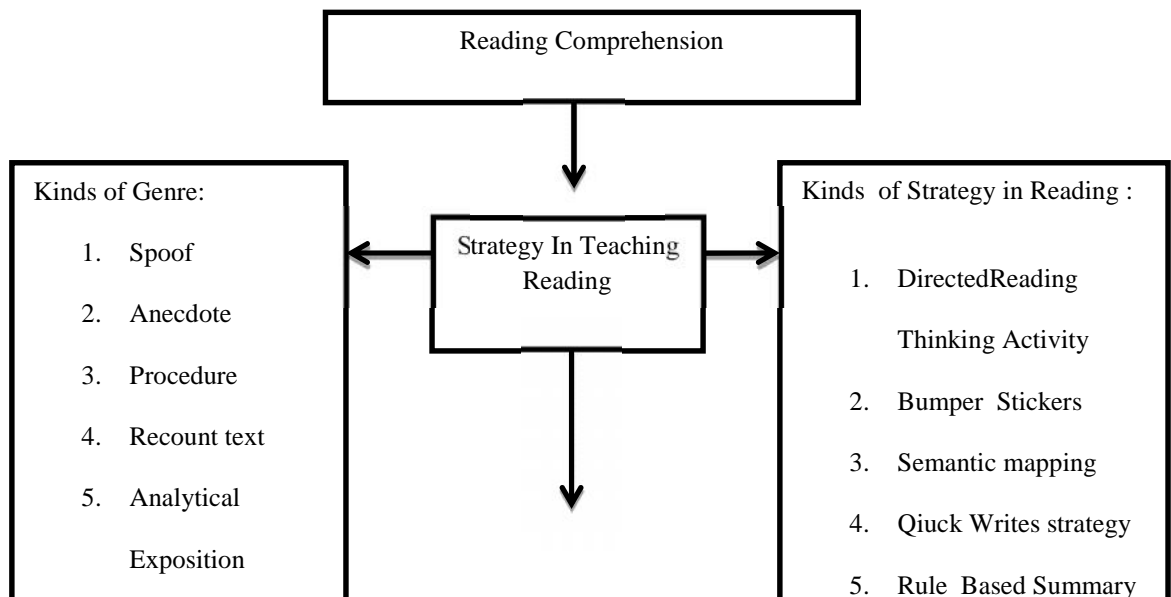 Reading Comprehension
Kinds of Genre:
1. Spoof
2. Anecdote
3. Procedure
4. Recount text
5. Analytical
Exposition
Strategy In Teaching
Reading
Kinds of Strategy in Reading :
1. DirectedReading
Thinking Activity
2. Bumper Stickers
3. Semantic mapping
4. Qiuck Writes strategy
5. Rule Based Summary